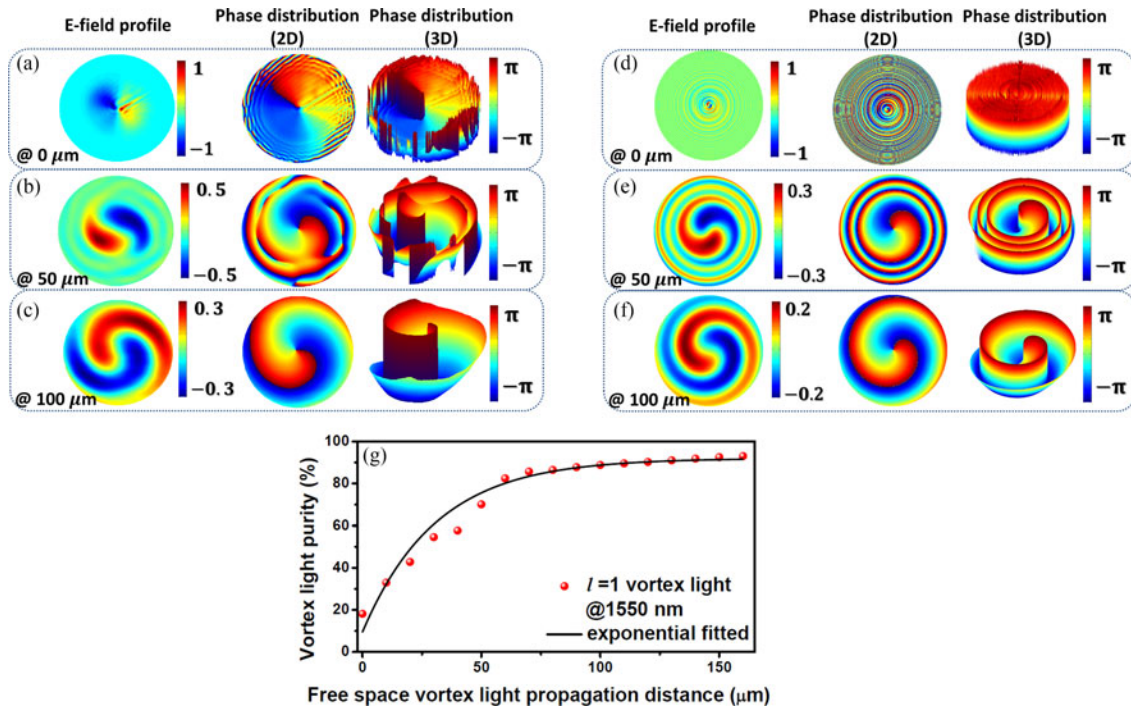 E-field profile
Phase distribution
(2D)
Phase distribution
(3D)
(a)
1
−1
π
−π
@ 0 μm
(b)
0.5
−0.5
π
−π
@ 50 μm
(c)
0.3
−0.3
π
−π
@ 100 μm
E-field profile
Phase distribution
(2D)
Phase distribution
(3D)
(d)
1
−1
π
−π
@ 0 μm
(e)
0.3
−0.3
π
−π
@ 50 μm
(f)
0.2
−0.2
π
−π
@ 100 μm
(g)
Vortex light purity (%)
100
80
60
40
20
0
l =1 vortex light
@1550 nm
exponential fitted
0 50 100 150
Free space vortex light propagation distance (μm)